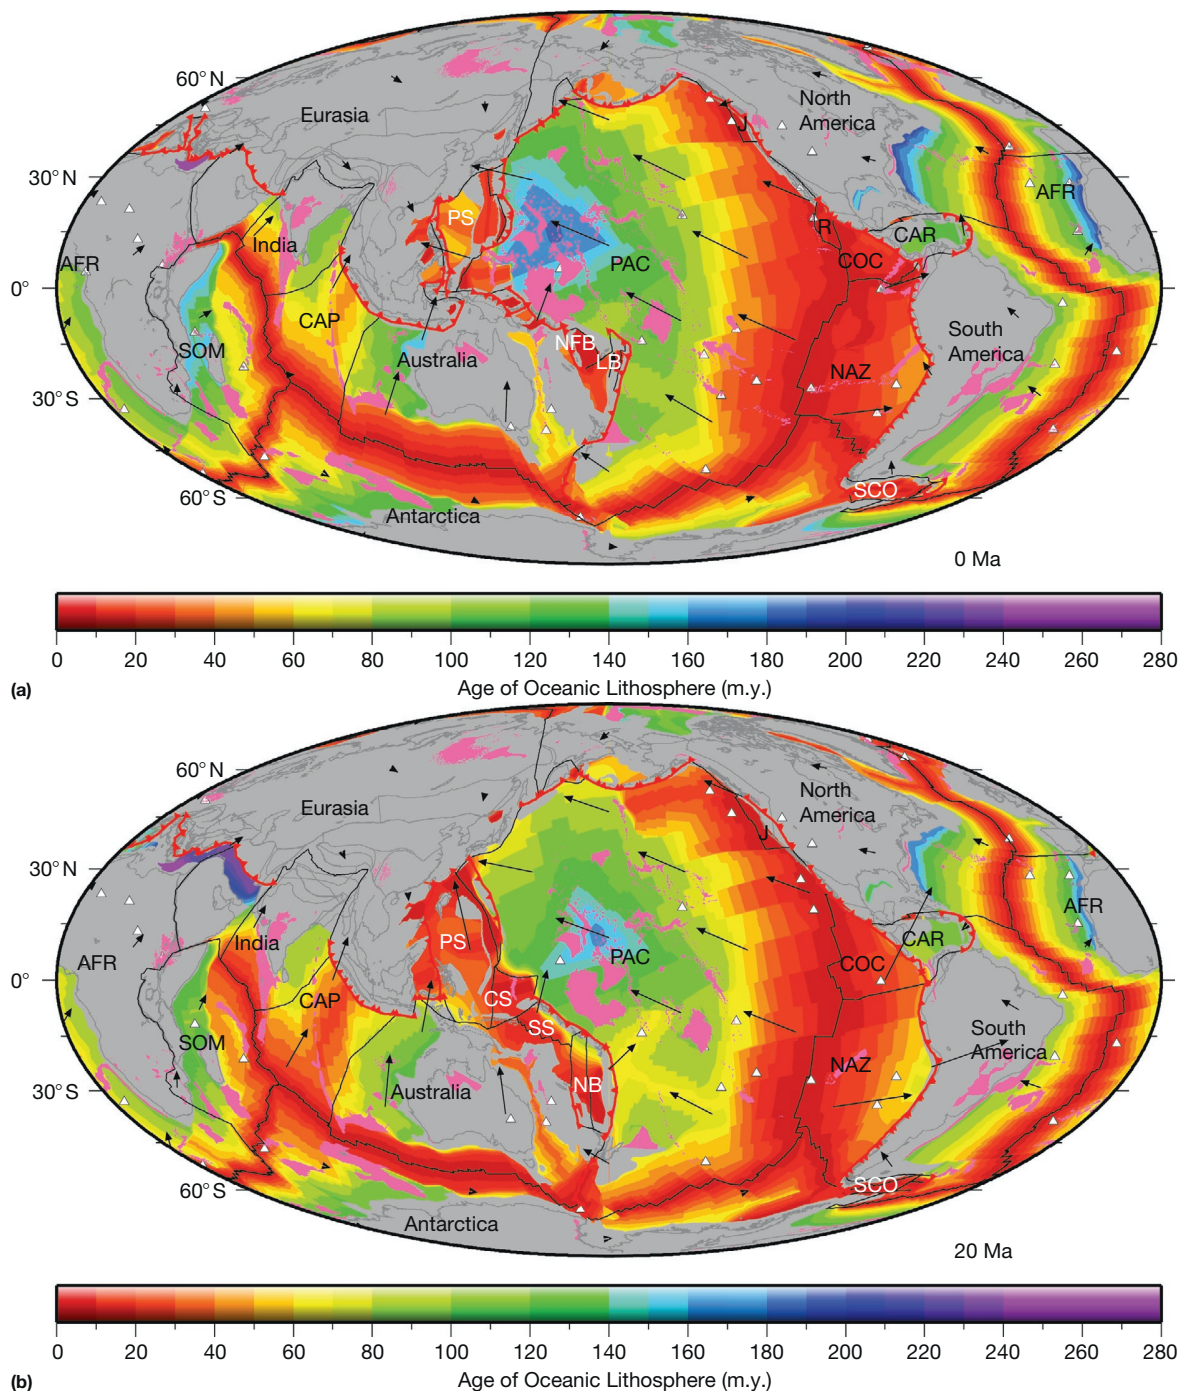 60° N
North
America
Eurasia
J
30° N
AFR
PS
India
R
CAR
AFR
PAC
COC
0°
CAP
SOM
Australia
NFB
LB
South
America
NAZ
30° S
SCO
60° S
Antarctica
0 Ma
0 20 40 60 80 100 120 140 160 180 200 220 240 260 280
(a) Age of Oceanic Lithosphere (m.y.)
60° N
North
America
Eurasia
J
30° N
AFR
PS
India
CAR
AFR
PAC
COC
0°
CS
CAP
SS
SOM
South
America
NAZ
NB
Australia
30° S
SCO
60° S
Antarctica
20 Ma
0 20 40 60 80 100 120 140 160 180 200 220 240 260 280
(b) Age of Oceanic Lithosphere (m.y.)